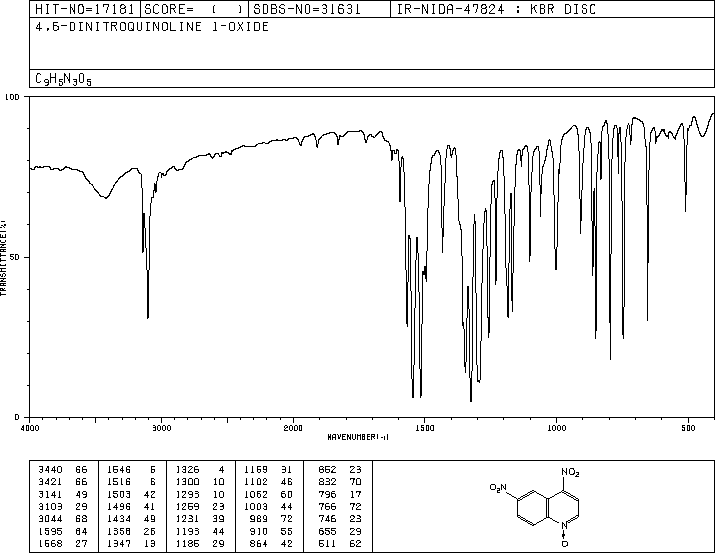 HIT-NO=17181 SCORE= ( ) SDBS-NO=31631 IR-NIDA-47824 : KBR DISC
4,6-DINITROQUINOLINE 1-OXIDE
C9H5N3O5
100
50
0
TRANSMITTANCE(%)
4000 3000 2000 1500 1000 500
WAVENUMBER(-1)
3440 66 1546 6 1326 4 1169 31 852 23
3421 66 1516 6 1300 10 1102 46 832 70
3141 49 1503 42 1293 10 1062 60 796 17
3103 29 1496 41 1259 23 1003 44 766 72
3044 68 1434 49 1231 39 989 72 746 23
1595 64 1358 26 1193 44 910 55 655 29
1568 27 1347 13 1186 29 864 42 511 62
NO2
O2N
N
O